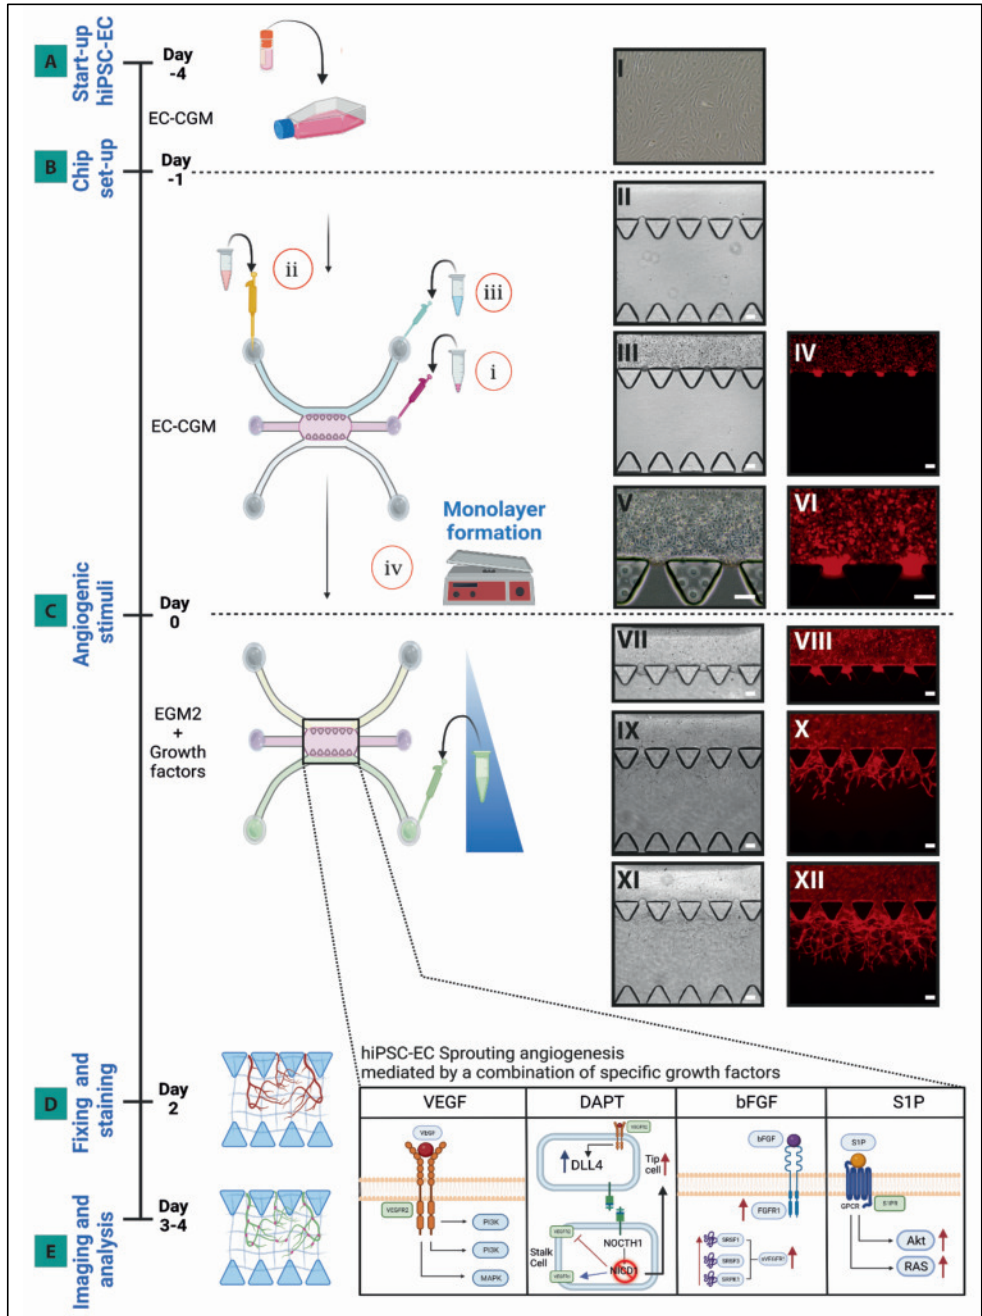 A
Start-up
hiPSC-EC
Day
-4
EC-CGM
I
B
Chip
set-up
Day
-1
II
ii
iii
i
III
IV
EC-CGM
Monolayer
formation
iv
V
VI
C
Angiogenic
stimuli
Day
0
VII
VIII
EGM2
+
Growth
factors
IX
X
XI
XII
hiPSC-EC Sprouting angiogenesis
mediated by a combination of specific growth factors
D
Fixing and
staining
Day
2
E
Imaging and
analysis
Day
3-4
VEGF
DAPT
bFGF
S1P
VEGF
VEGFR2
PI3K
PI3K
MAPK
DLL4
Tip
cell
NOCTH1
Stalk
Cell
NICD1
bFGF
FGFR1
SRSF1
SRSF3
SRPK1
sVEGFR1
S1P
GPCR
S1PR
Akt
RAS